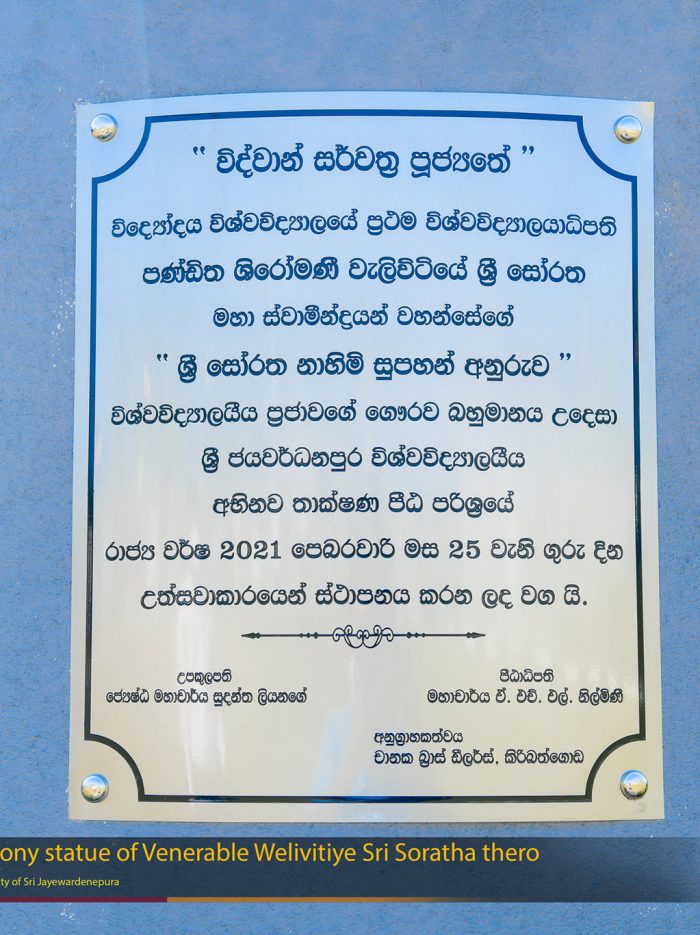 “ විද්වාන් සර්වත්‍ර පූජ්‍යතේ ”
විද්‍යෝදය විශ්වවිද්‍යාලයේ ප්‍රථම විශ්වවිද්‍යාලයාධිපති
පණ්ඩිත ශිරෝමණී වැලිවිටියේ ශ්‍රී සෝරත
මහා ස්වාමීන්ද්‍රයන් වහන්සේගේ
“ ශ්‍රී සෝරත නාහිමි සුපහන් අනුරුව ”
විශ්වවිද්‍යාලයීය ප්‍රජාවගේ ගෞරව බහුමානය උදෙසා
ශ්‍රී ජයවර්ධනපුර විශ්වවිද්‍යාලයීය
අභිනව තාක්ෂණ පීඨ පරිශ්‍රයේ
රාජ්‍ය වර්ෂ 2021 පෙබරවාරි මස 25 වැනි ගුරු දින
උත්සවාකාරයෙන් ස්ථාපනය කරන ලද වග යි.
උපකුලපති
ජ්‍යෙෂ්ඨ මහාචාර්ය සුදන්ත ලියනගේ
පීඨාධිපති
මහාචාර්ය ඒ. එච්. එල්. නිල්මිණි
අනුග්‍රාහකත්වය
චානක බ්‍රාස් ඩීලර්ස්, කිරිබත්ගොඩ
ony statue of Venerable Welivitiye Sri Soratha thero
ty of Sri Jayewardenepura